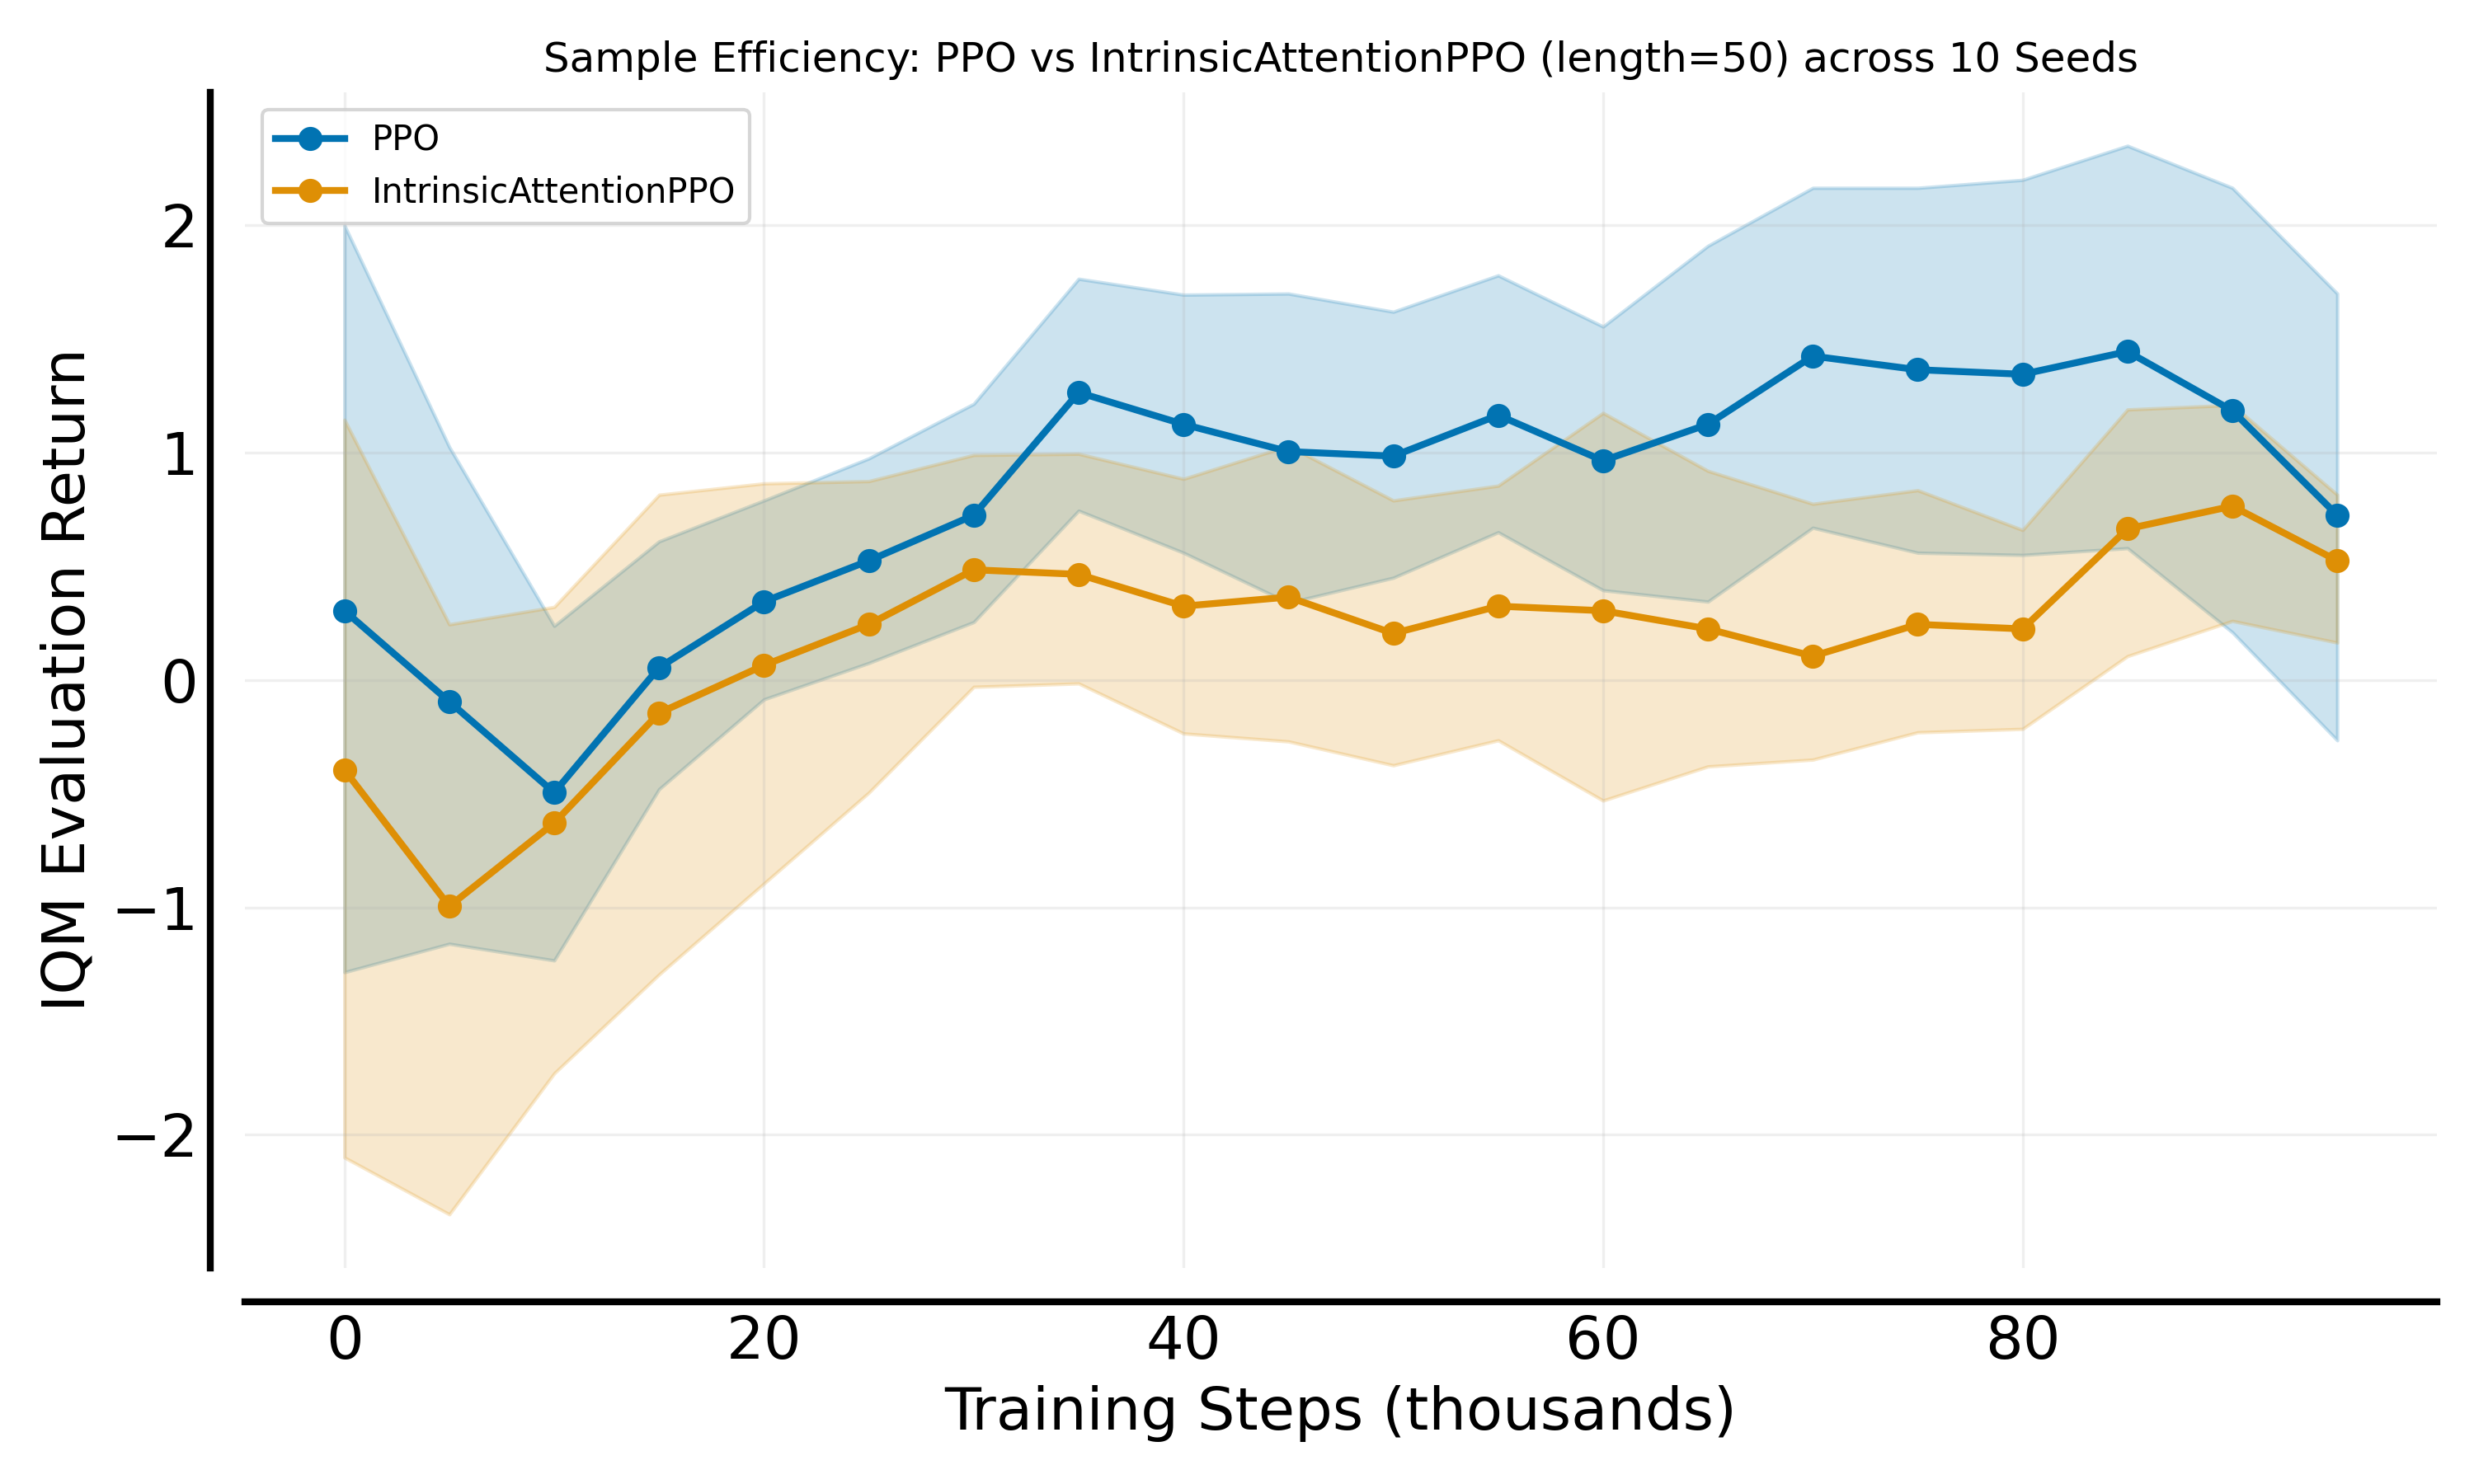 Sample Efficiency: PPO vs IntrinsicAttentionPPO (length=50) across 10 Seeds
PPO
IntrinsicAttentionPPO
IQM Evaluation Return
2
1
0
−1
−2
0 20 40 60 80
Training Steps (thousands)